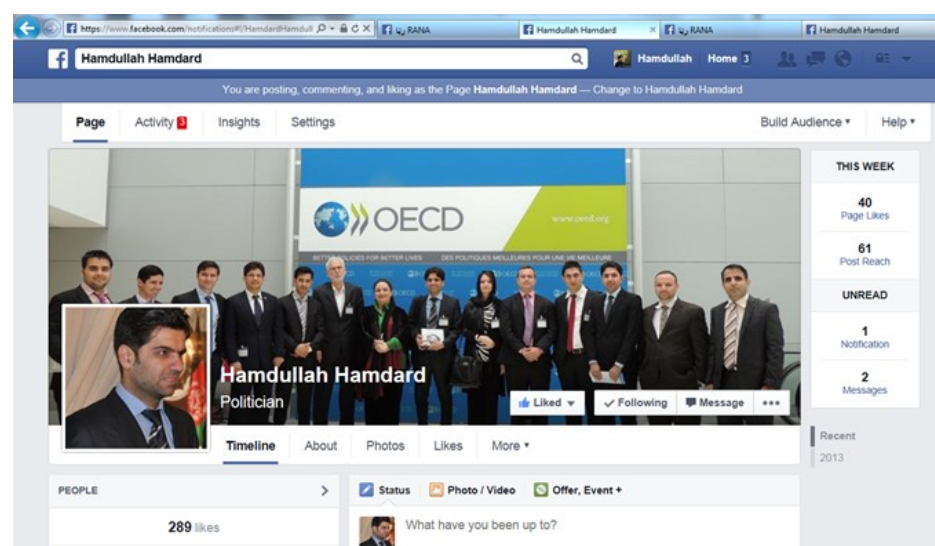 https://www.facebook.com/notifications#!/HamdardHamdull
رنا RANA
Hamdullah Hamdard
رنا RANA
Hamdullah Hamdard
Hamdullah Hamdard
Hamdullah
Home 3
You are posting, commenting, and liking as the Page Hamdullah Hamdard — Change to Hamdullah Hamdard
Page
Activity 3
Insights
Settings
Build Audience
Help
OECD
www.oecd.org
BETTER POLICIES FOR BETTER LIVES
DES POLITIQUES MEILLEURES POUR UNE VIE MEILLEURE
Hamdullah Hamdard
Politician
Liked
Following
Message
Timeline
About
Photos
Likes
More
THIS WEEK
40
Page Likes
61
Post Reach
UNREAD
1
Notification
2
Messages
Recent
2013
PEOPLE
289 likes
Status
Photo / Video
Offer, Event +
What have you been up to?